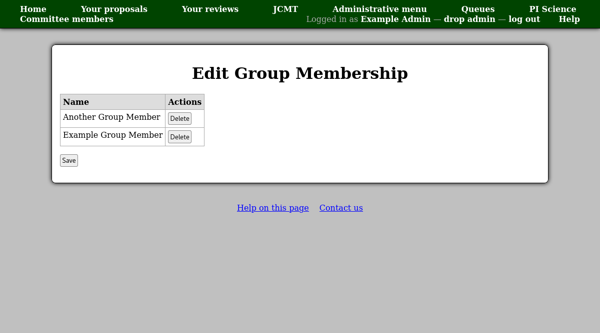 Home Your proposals Your reviews JCMT Administrative menu Queues PI Science
Committee members Logged in as Example Admin — drop admin — log out Help
Edit Group Membership
Name Actions
Another Group Member Delete
Example Group Member Delete
Save
Help on this page Contact us